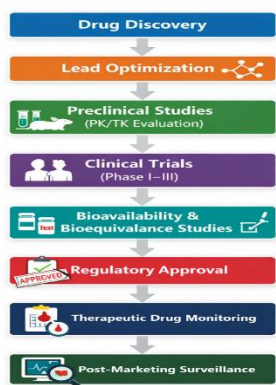 Drug Discovery
Lead Optimization
Preclinical Studies
(PK/TK Evaluation)
Clinical Trials
(Phase I–III)
Test
Bioavailability &
Bioequivalance Studies
APPROVED
Regulatory Approval
Therapeutic Drug Monitoring
Post-Marketing Surveillance